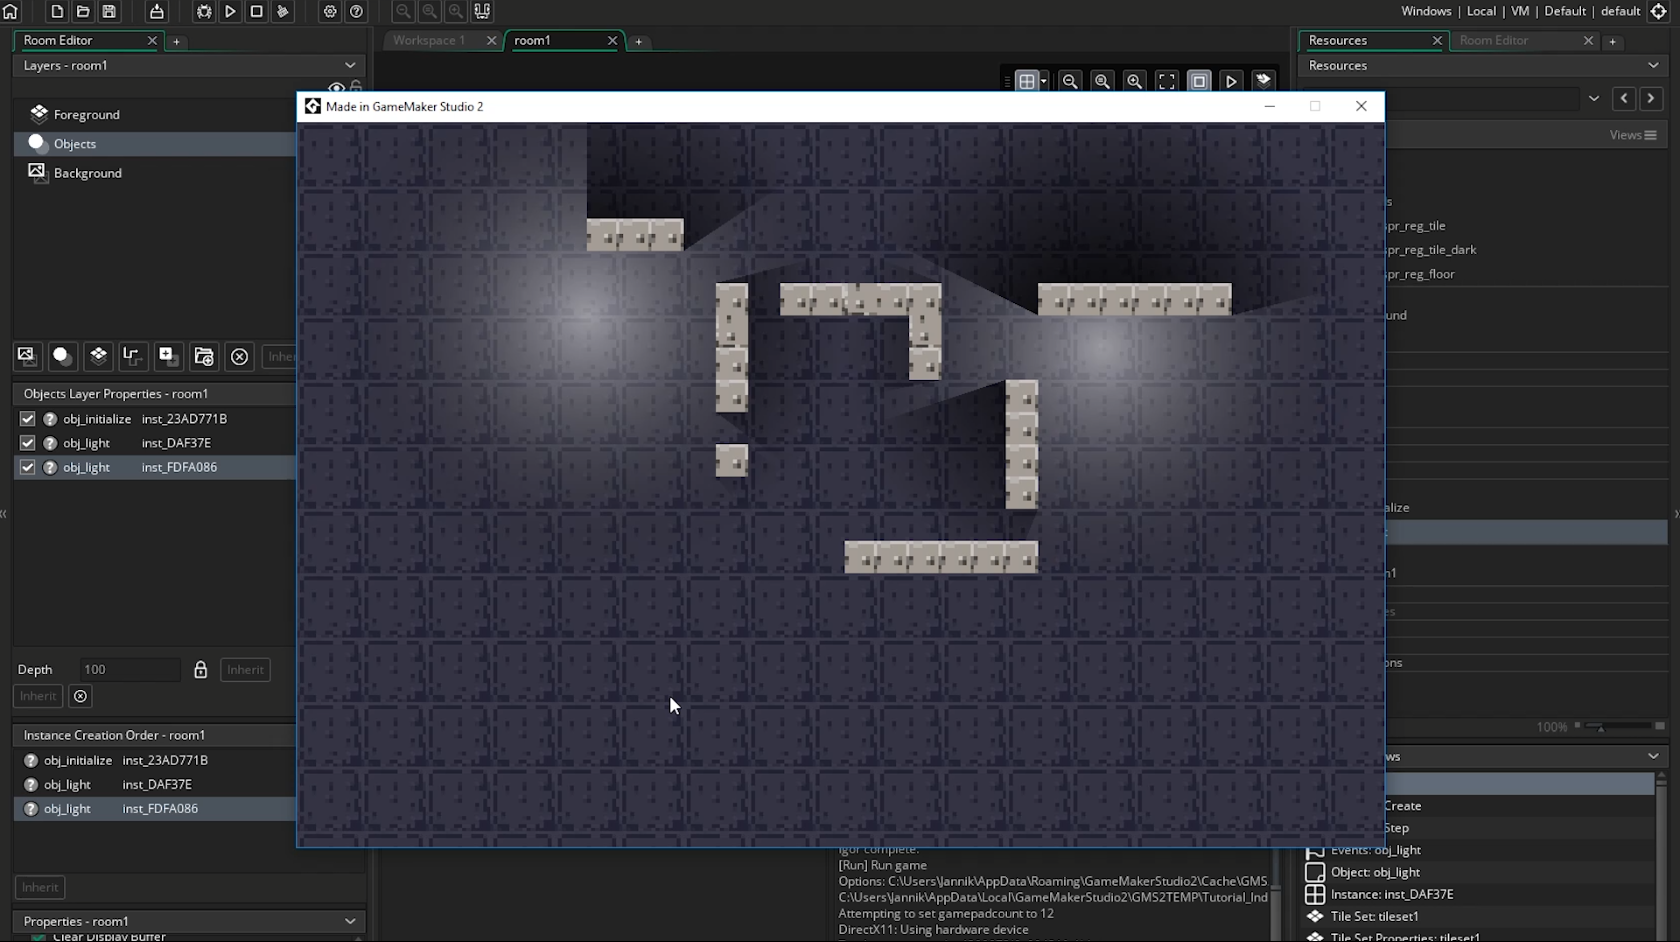 Windows | Local | VM | Default | default
Room Editor
Workspace 1
room1
Resources
Room Editor
Layers - room1
Resources
Made in GameMaker Studio 2
Foreground
Objects
Background
Views
s
pr_reg_tile
pr_reg_tile_dark
pr_reg_floor
und
Inher
Objects Layer Properties - room1
obj_initialize inst_23AD771B
obj_light inst_DAF37E
obj_light inst_FDFA086
alize
m1
es
ons
Depth 100 Inherit
Inherit
100%
Instance Creation Order - room1
ws
obj_initialize inst_23AD771B
obj_light inst_DAF37E
obj_light inst_FDFA086
Create
Step
Events: obj_light
Object: obj_light
Instance: inst_DAF37E
Tile Set: tileset1
Tile Set Properties: tileset1
Igor complete.
[Run] Run game
Options: C:\Users\Jannik\AppData\Roaming\GameMakerStudio2\Cache\GMS
C:\Users\Jannik\AppData\Local\GameMakerStudio2\GMS2TEMP\Tutorial_Ind
Attempting to set gamepadcount to 12
DirectX11: Using hardware device
Inherit
Properties - room1
Clear Display Buffer